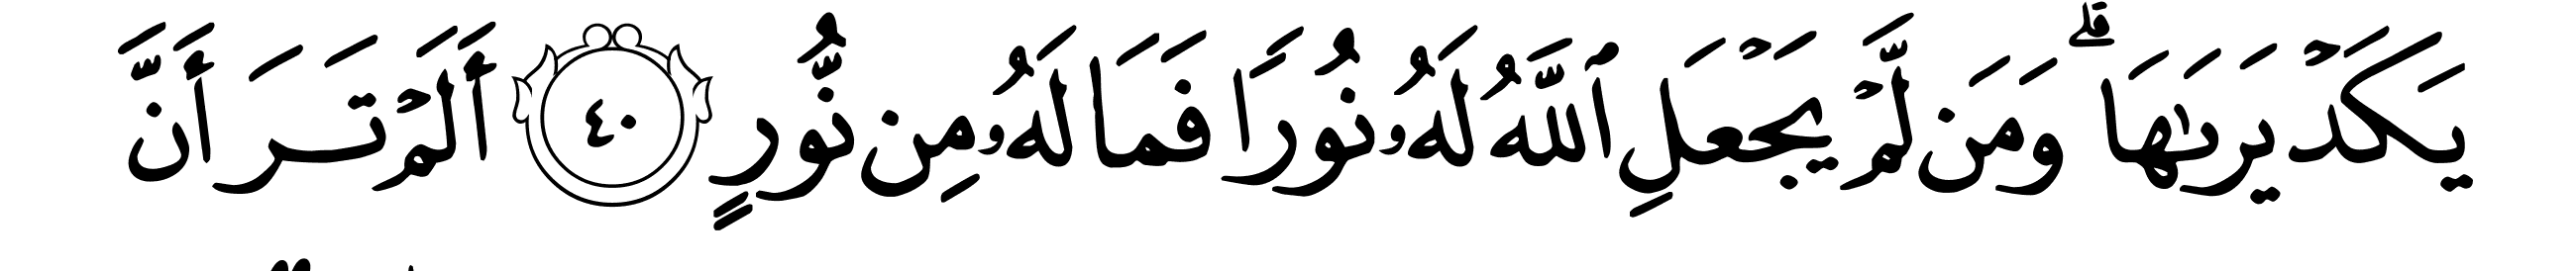 يَكَدْ يَرَىٰهَا ۗ وَمَن لَّمْ يَجْعَلِ ٱللَّهُ لَهُۥ نُورًا فَمَا لَهُۥ مِن نُّورٍ ٤٠ أَلَمْ تَرَ أَنَّ